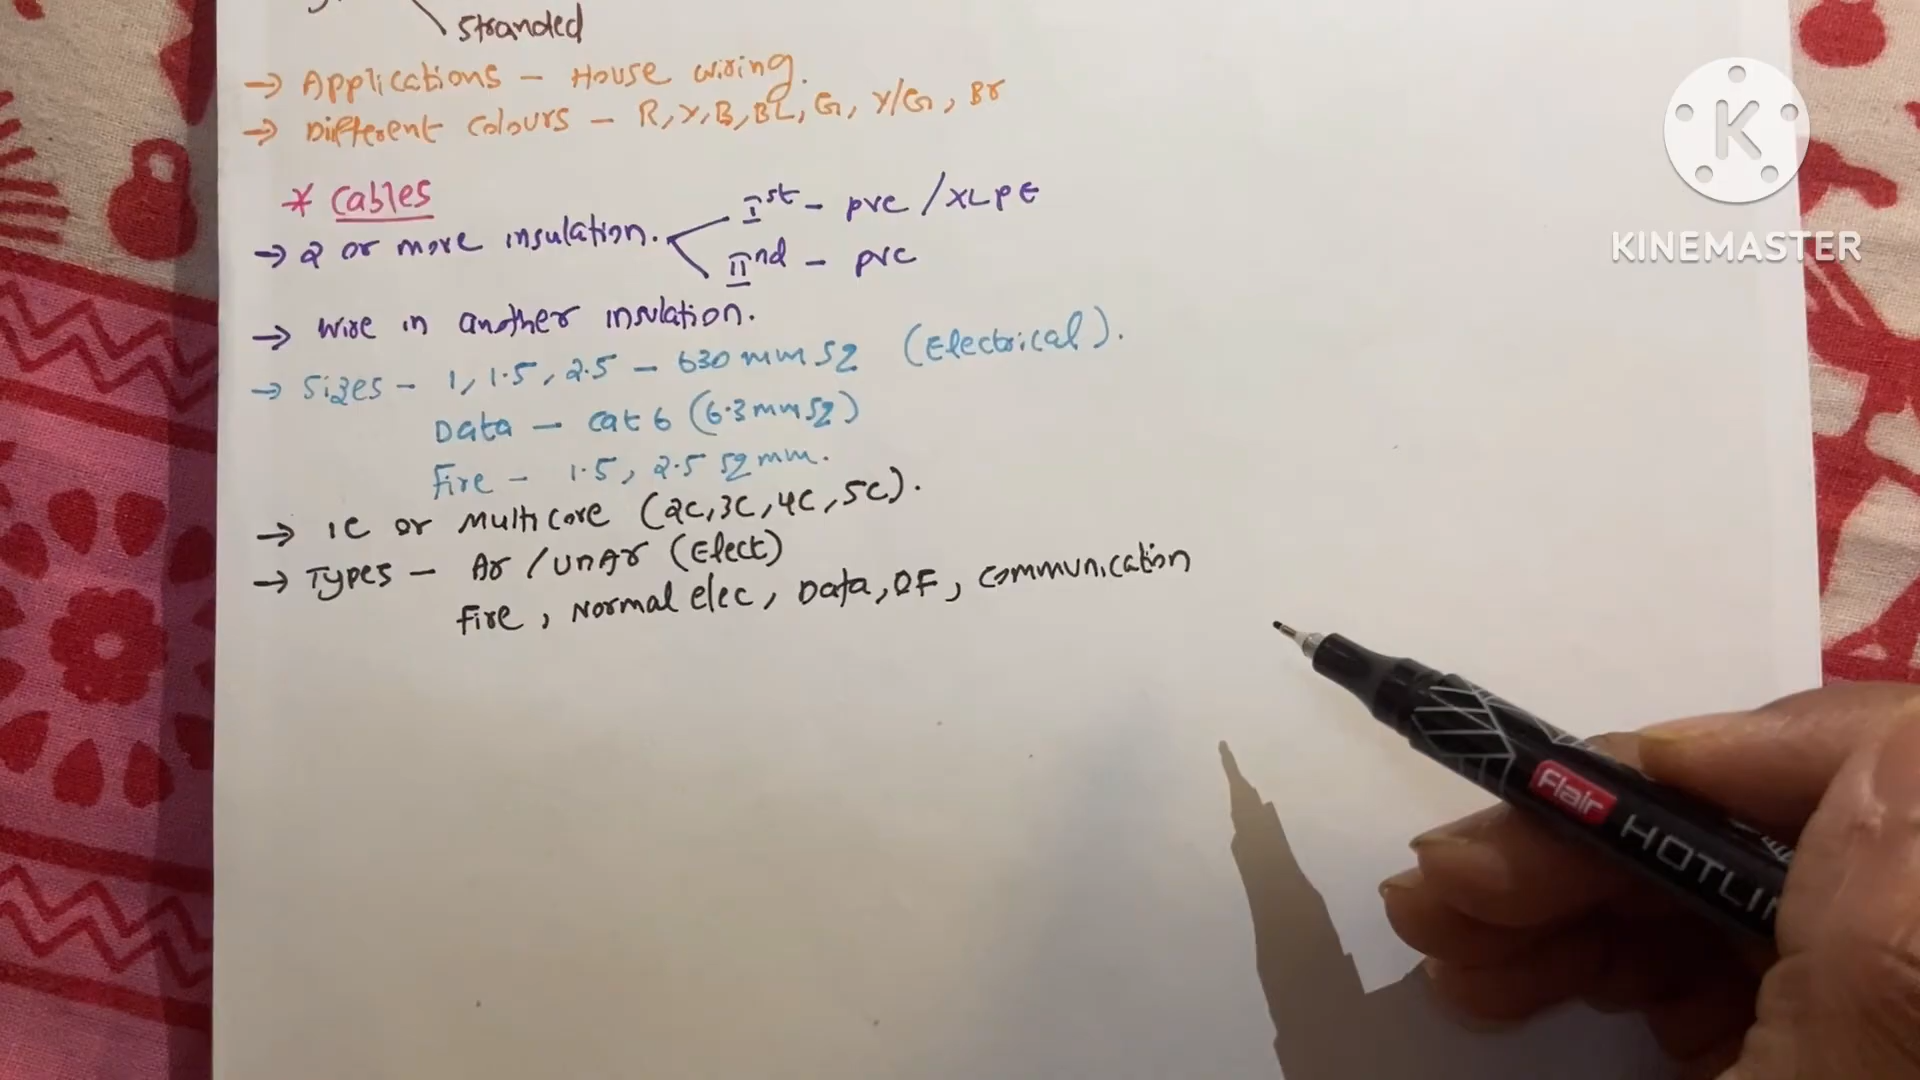 stranded
→ Applications - House wiring.
→ Different colours - R, Y, B, BL, G, Y/G, Br
* Cables
→ 2 or more insulation. Ist - pvc / XLPE
IInd - pvc
→ wire in another insulation.
→ Sizes - 1, 1.5, 2.5 - 630 mm SQ (Electrical).
Data - cat 6 (6.3 mm SQ)
Fire - 1.5, 2.5 SQ mm.
→ 1C or Multi core (2C, 3C, 4C, 5C).
→ Types - Ar / UnAr (Elect)
Fire, Normal elec, Data, OF, communication
K
KINEMASTER
Flair
HOTLI